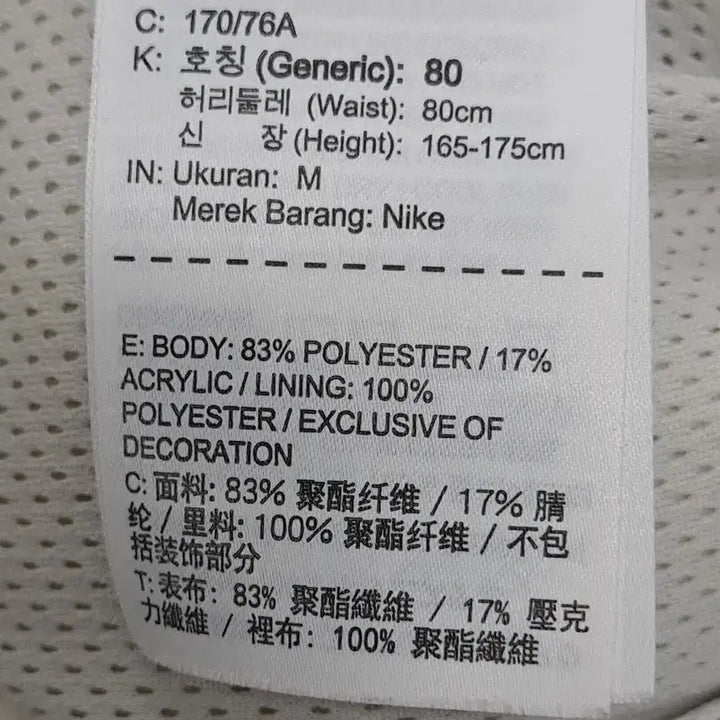 C: 170/76A
K: 호칭 (Generic): 80
허리둘레 (Waist): 80cm
신 장 (Height): 165-175cm
IN: Ukuran: M
Merek Barang: Nike
E: BODY: 83% POLYESTER / 17%
ACRYLIC / LINING: 100%
POLYESTER / EXCLUSIVE OF
DECORATION
C: 面料: 83% 聚酯纤维 / 17% 腈
纶 / 里料: 100% 聚酯纤维 / 不包
括装饰部分
T: 表布: 83% 聚酯纖維 / 17% 壓克
力纖維 / 裡布: 100% 聚酯纖維